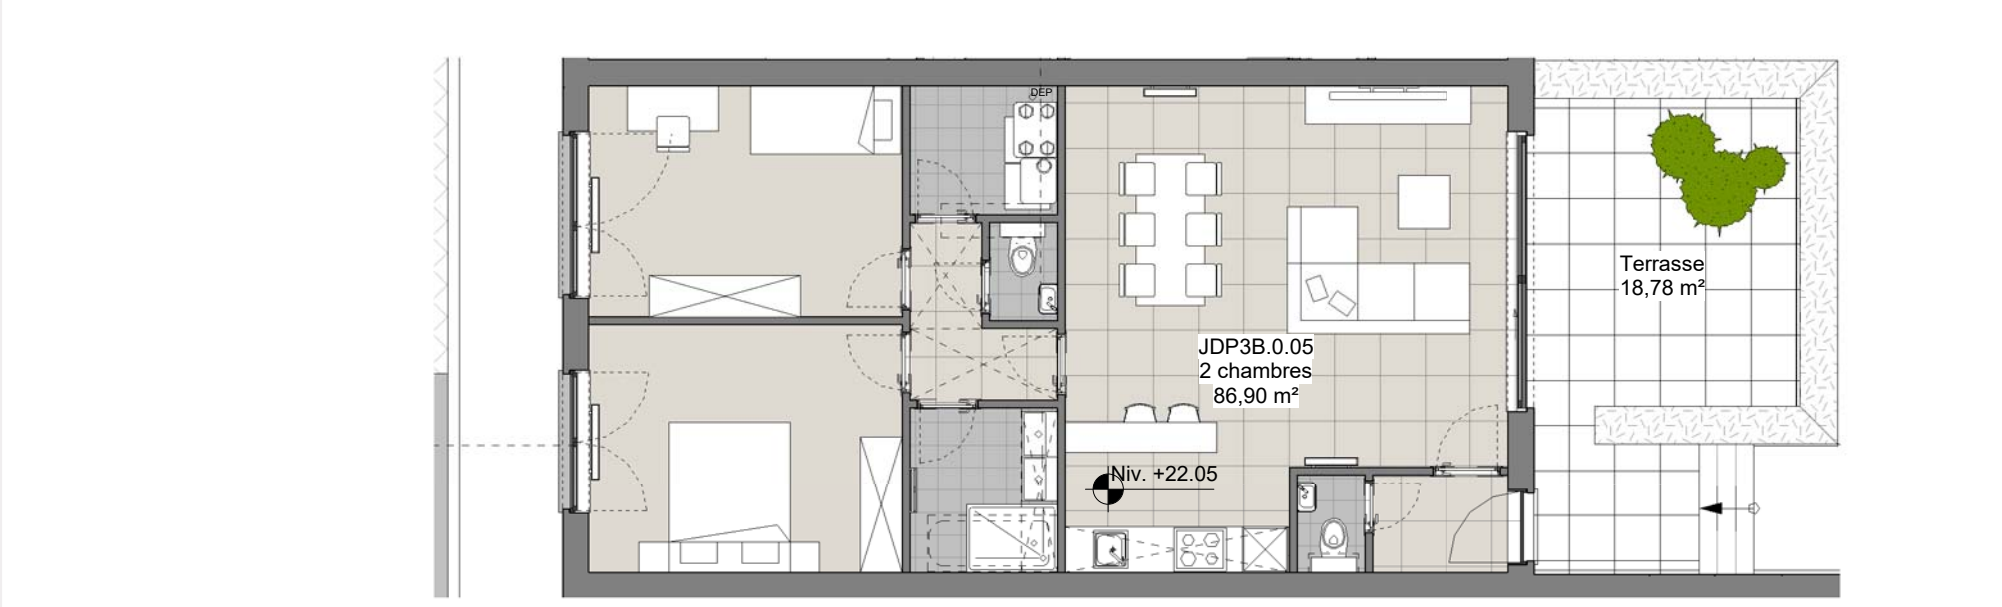 DEP
Terrasse
18,78 m²
JDP3B.0.05
2 chambres
86,90 m²
Niv. +22.05